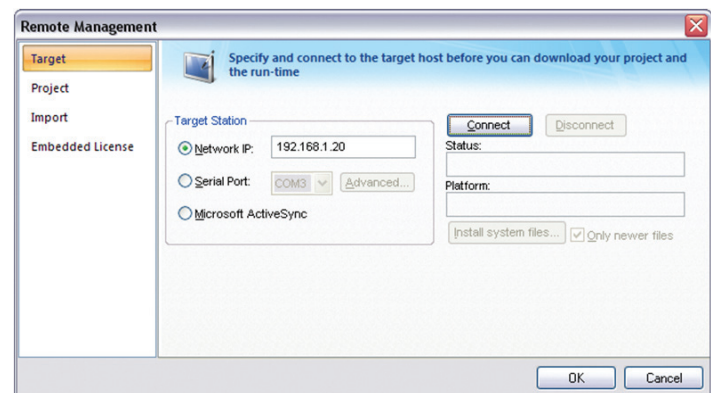 Remote Management
Target
Project
Import
Embedded License
Specify and connect to the target host before you can download your project and
the run-time
Target Station
Network IP: 192.168.1.20
Serial Port: COM3 Advanced...
Microsoft ActiveSync
Connect Disconnect
Status:
Platform:
Install system files... Only newer files
OK Cancel